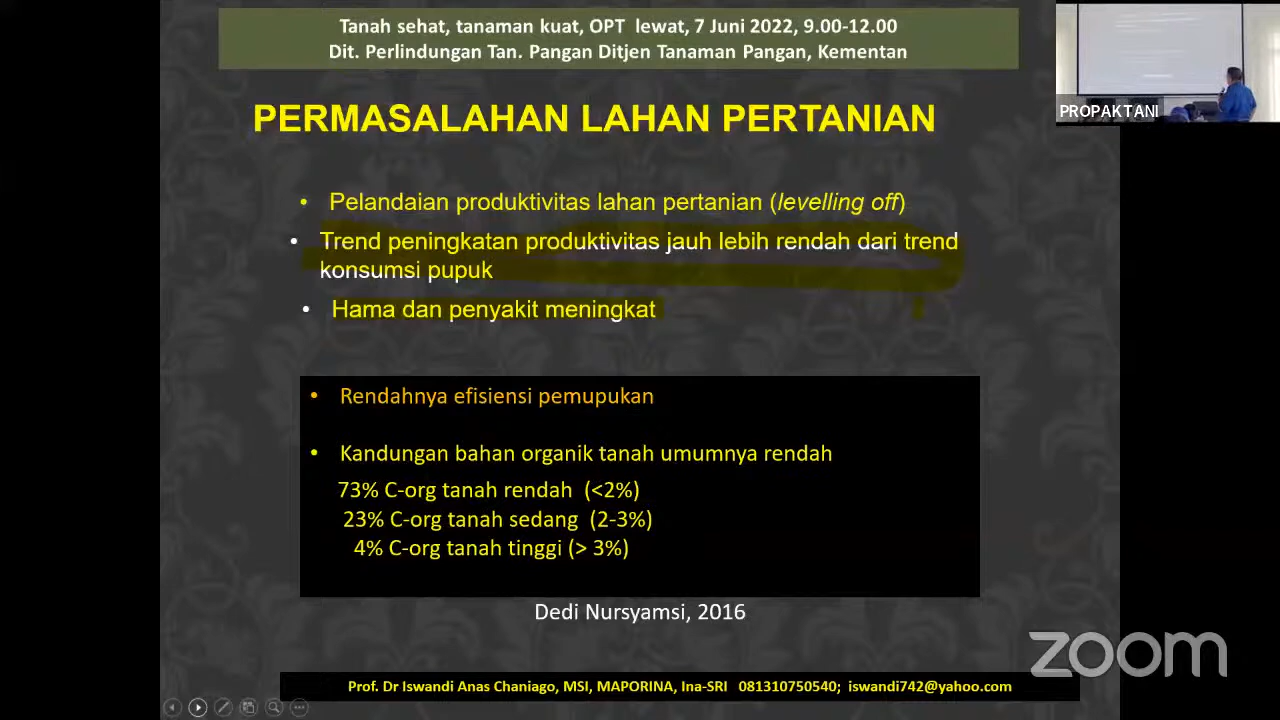 Tanah sehat, tanaman kuat, OPT lewat, 7 Juni 2022, 9.00-12.00
Dit. Perlindungan Tan. Pangan Ditjen Tanaman Pangan, Kementan
PROPAKTANI
PERMASALAHAN LAHAN PERTANIAN
• Pelandaian produktivitas lahan pertanian (levelling off)
• Trend peningkatan produktivitas jauh lebih rendah dari trend
konsumsi pupuk
• Hama dan penyakit meningkat
• Rendahnya efisiensi pemupukan
• Kandungan bahan organik tanah umumnya rendah
73% C-org tanah rendah (<2%)
23% C-org tanah sedang (2-3%)
4% C-org tanah tinggi (> 3%)
Dedi Nursyamsi, 2016
zoom
Prof. Dr Iswandi Anas Chaniago, MSI, MAPORINA, Ina-SRI 081310750540; iswandi742@yahoo.com